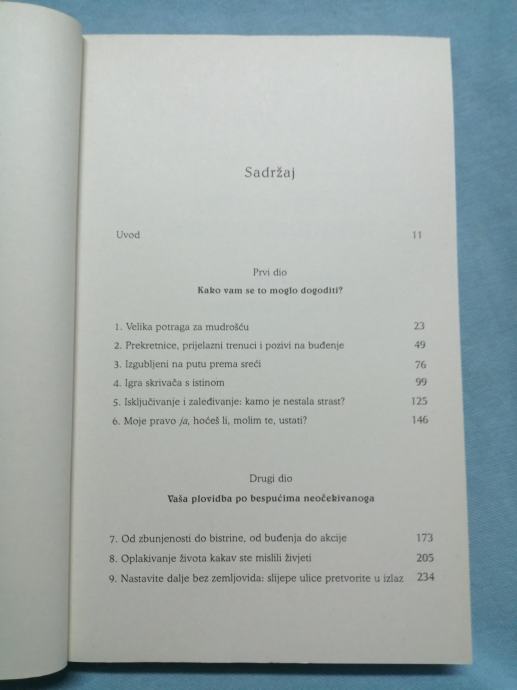 Sadržaj
Uvod 11
Prvi dio
Kako vam se to moglo dogoditi?
1. Velika potraga za mudrošću 23
2. Prekretnice, prijelazni trenuci i pozivi na buđenje 49
3. Izgubljeni na putu prema sreći 76
4. Igra skrivača s istinom 99
5. Isključivanje i zaleđivanje: kamo je nestala strast? 125
6. Moje pravo ja, hoćeš li, molim te, ustati? 146
Drugi dio
Vaša plovidba po bespućima neočekivanoga
7. Od zbunjenosti do bistrine, od buđenja do akcije 173
8. Oplakivanje života kakav ste mislili živjeti 205
9. Nastavite dalje bez zemljovida: slijepe ulice pretvorite u izlaz 234